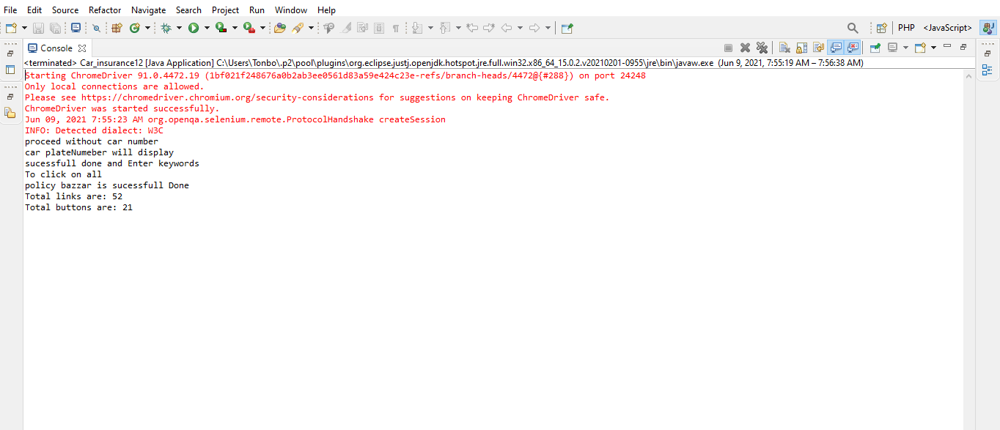 File Edit Source Refactor Navigate Search Project Run Window Help
PHP <JavaScript>
Console
<terminated> Car_insurance12 [Java Application] C:\Users\Tonbo\.p2\pool\plugins\org.eclipse.justj.openjdk.hotspot.jre.full.win32.x86_64_15.0.2.v20210201-0955\jre\bin\javaw.exe (Jun 9, 2021, 7:55:19 AM – 7:56:38 AM)
Starting ChromeDriver 91.0.4472.19 (1bf021f248676a0b2ab3ee0561d83a59e424c23e-refs/branch-heads/4472@{#288}) on port 24248
Only local connections are allowed.
Please see https://chromedriver.chromium.org/security-considerations for suggestions on keeping ChromeDriver safe.
ChromeDriver was started successfully.
Jun 09, 2021 7:55:23 AM org.openqa.selenium.remote.ProtocolHandshake createSession
INFO: Detected dialect: W3C
proceed without car number
car plateNumeber will display
sucessfull done and Enter keywords
To click on all
policy bazzar is sucessfull Done
Total links are: 52
Total buttons are: 21